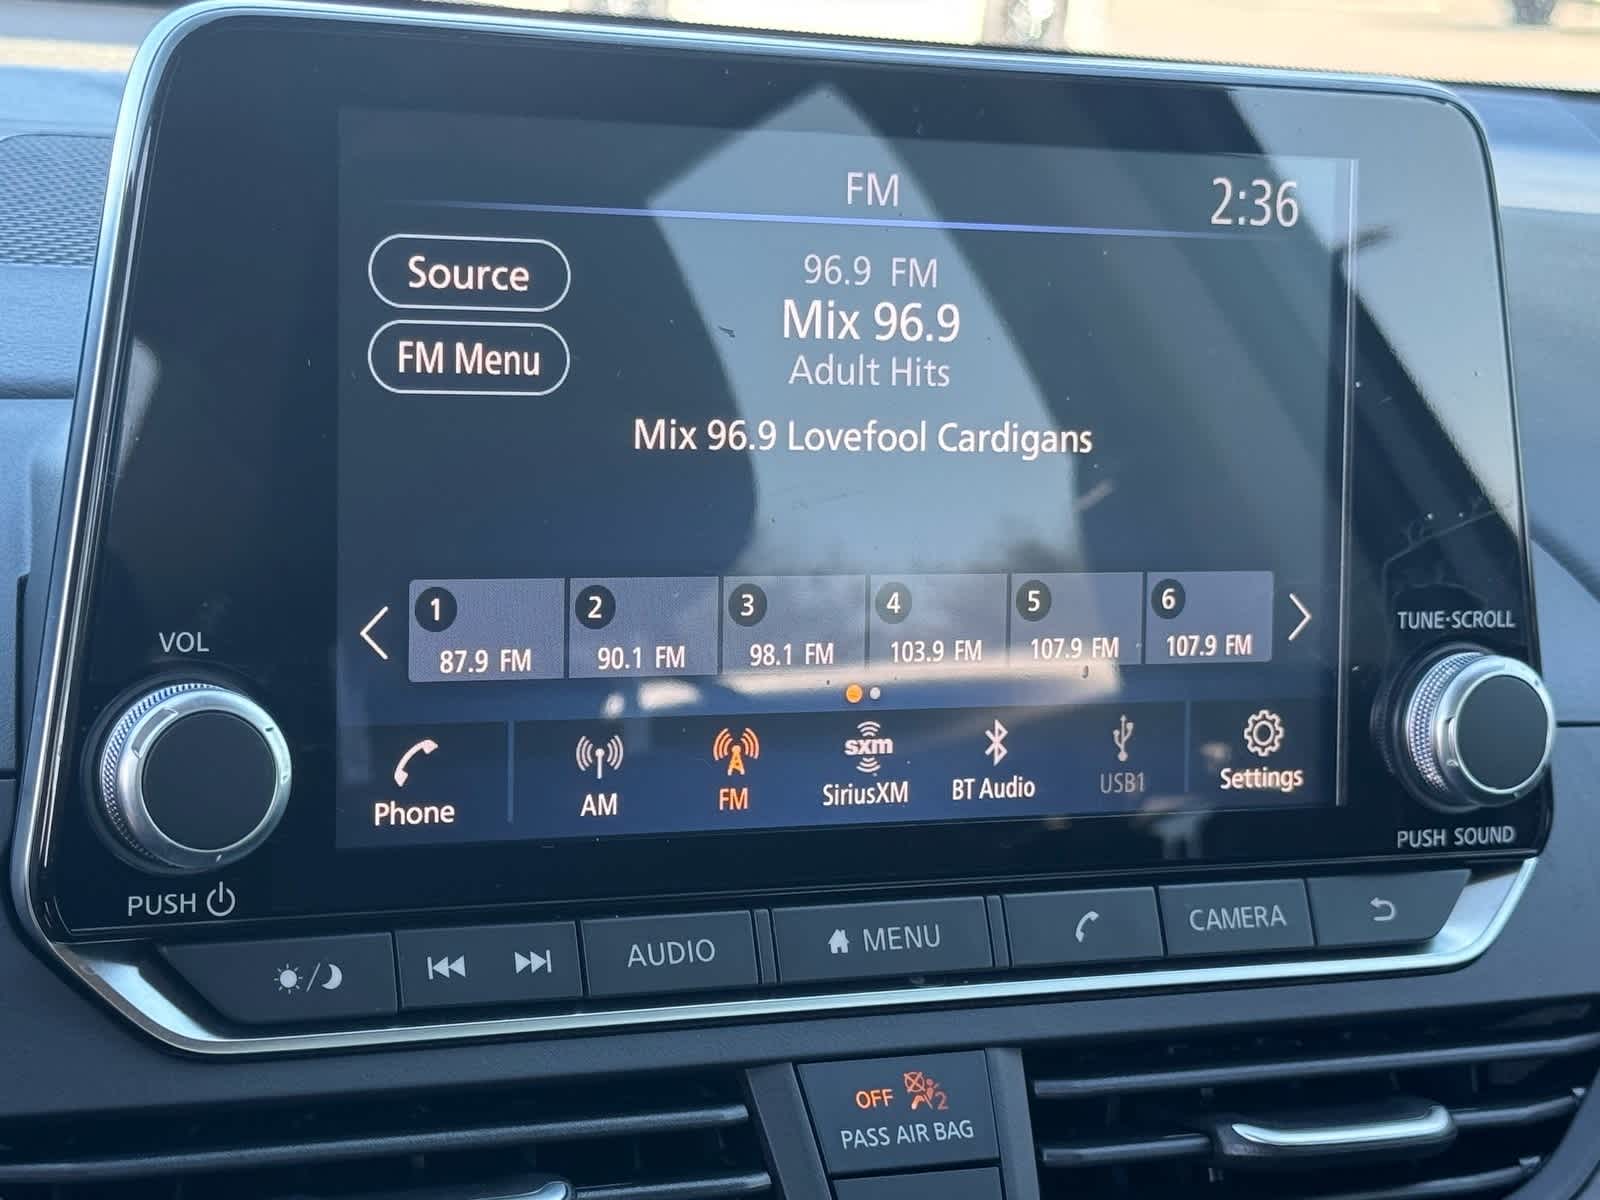 FM
2:36
Source
96.9 FM
Mix 96.9
FM Menu
Adult Hits
Mix 96.9 Lovefool Cardigans
1
2
3
4
5
6
87.9 FM
90.1 FM
98.1 FM
103.9 FM
107.9 FM
107.9 FM
VOL
TUNE·SCROLL
sxm
Phone
AM
FM
SiriusXM
BT Audio
USB1
Settings
PUSH
PUSH SOUND
AUDIO
MENU
CAMERA
OFF
2
PASS AIR BAG